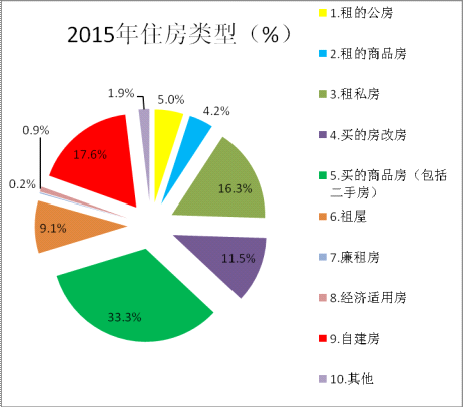 2015年住房类型（%）
1.9%
5.0%
4.2%
0.9%
17.6%
16.3%
0.2%
9.1%
11.5%
33.3%
1.租的公房
2.租的商品房
3.租私房
4.买的房改房
5.买的商品房（包括
二手房）
6.祖屋
7.廉租房
8.经济适用房
9.自建房
10.其他